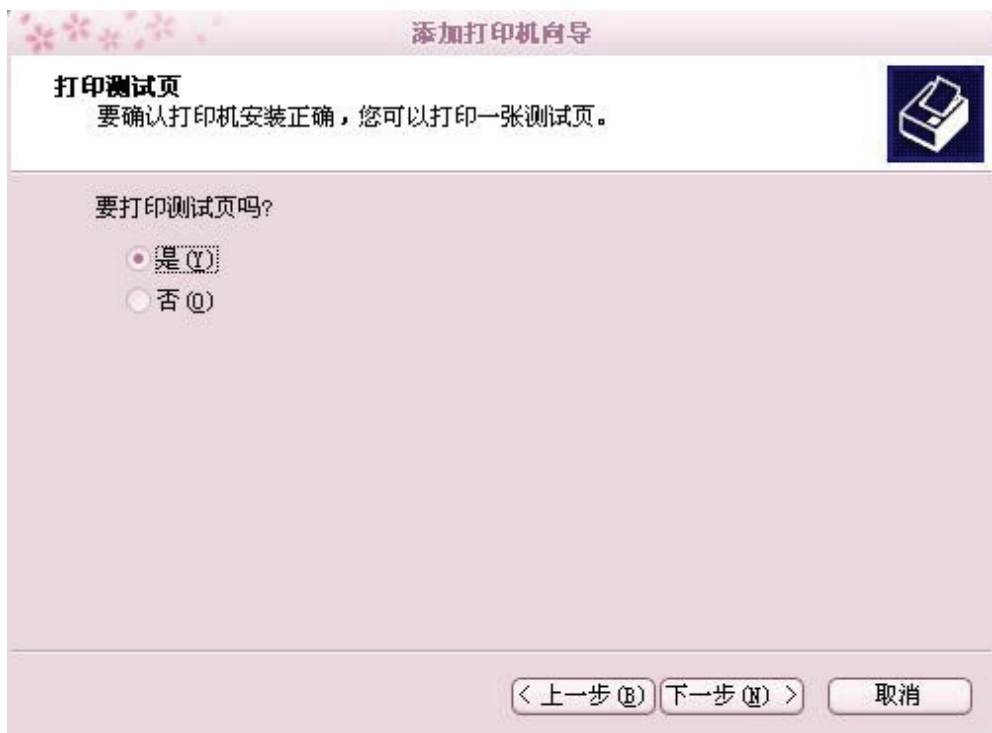 添加打印机向导
打印测试页
要确认打印机安装正确，您可以打印一张测试页。
要打印测试页吗?
是(Y)
否(O)
< 上一步(B) 下一步(N) > 取消